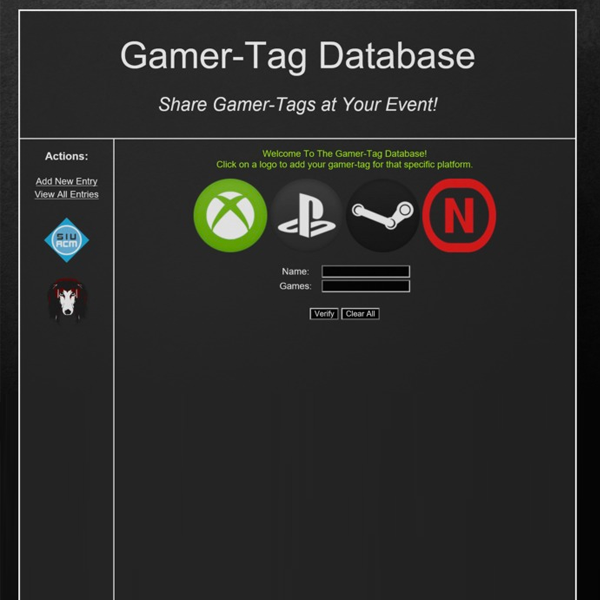 Gamer-Tag Database
Share Gamer-Tags at Your Event!
Actions:
Add New Entry
View All Entries
SIU
ACM
Welcome To The Gamer-Tag Database!
Click on a logo to add your gamer-tag for that specific platform.
N
Name:
Games:
Verify Clear All